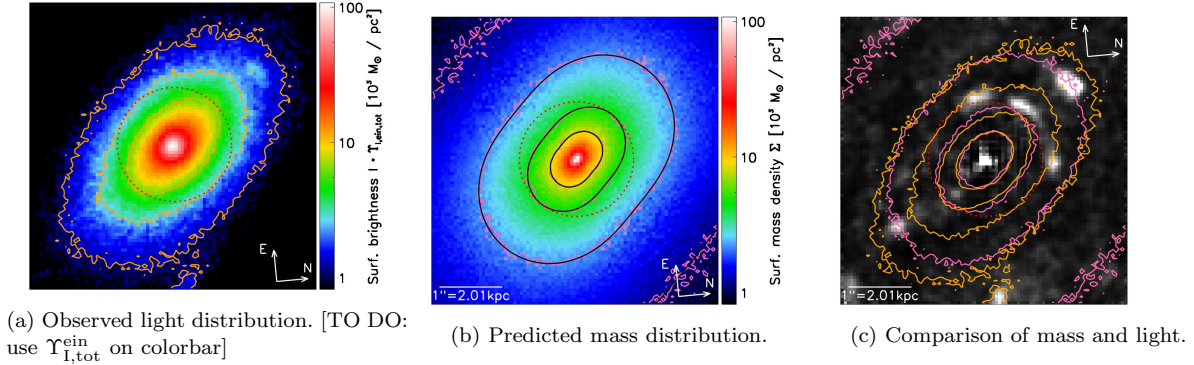 100
10
1
Surf. brightness I • ϒI,ein,tot [10³ M⊙ / pc²]
E
N
100
10
1
Surf. mass density Σ [10³ M⊙ / pc²]
E
N
1"=2.01kpc
E
N
1"=2.01kpc
(a) Observed light distribution. [TO DO:
use ϒ^ein_I,tot on colorbar]
(b) Predicted mass distribution.
(c) Comparison of mass and light.